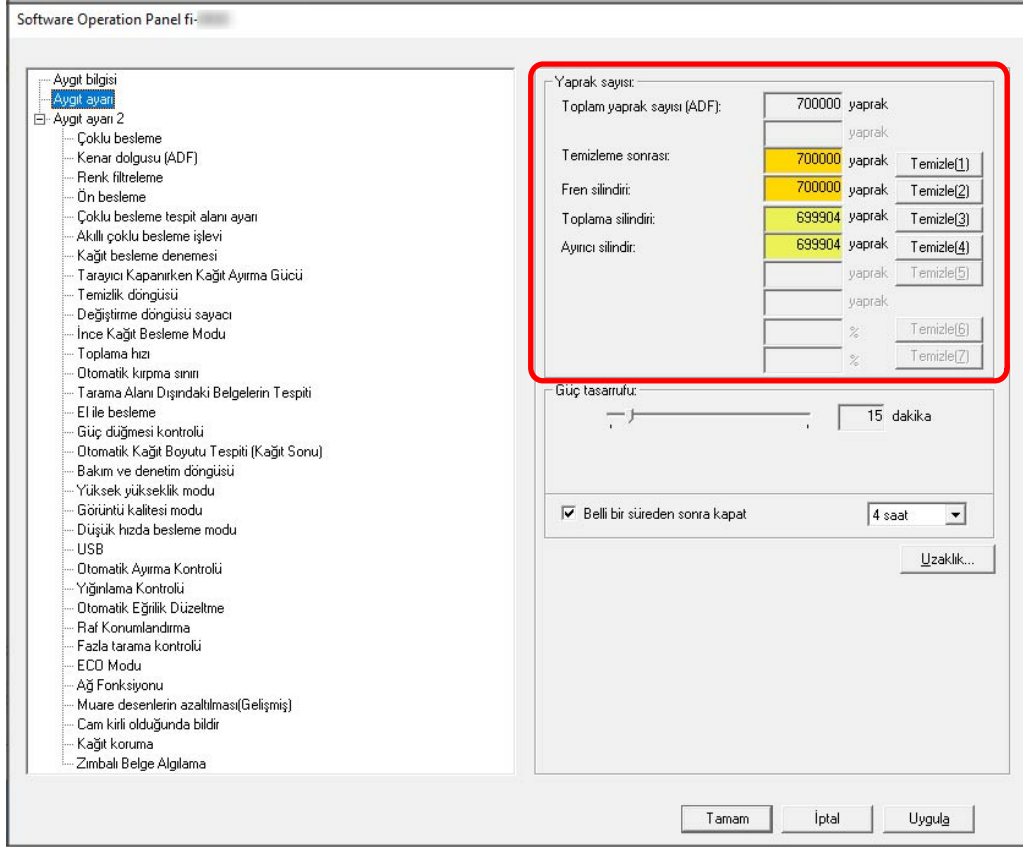 Software Operation Panel fi-
Aygıt bilgisi
Aygıt ayarı
Aygıt ayarı 2
Çoklu besleme
Kenar dolgusu (ADF)
Renk filtreleme
Ön besleme
Çoklu besleme tespit alanı ayarı
Akıllı çoklu besleme işlevi
Kağıt besleme denemesi
Tarayıcı Kapanırken Kağıt Ayırma Gücü
Temizlik döngüsü
Değiştirme döngüsü sayacı
İnce Kağıt Besleme Modu
Toplama hızı
Otomatik kırpma sınırı
Tarama Alanı Dışındaki Belgelerin Tespiti
El ile besleme
Güç düğmesi kontrolü
Otomatik Kağıt Boyutu Tespiti (Kağıt Sonu)
Bakım ve denetim döngüsü
Yüksek yükseklik modu
Görüntü kalitesi modu
Düşük hızda besleme modu
USB
Otomatik Ayırma Kontrolü
Yığınlama Kontrolü
Otomatik Eğrilik Düzeltme
Raf Konumlandırma
Fazla tarama kontrolü
ECO Modu
Ağ Fonksiyonu
Muare desenlerin azaltılması(Gelişmiş)
Cam kirli olduğunda bildir
Kağıt koruma
Zımbalı Belge Algılama
Yaprak sayısı:
Toplam yaprak sayısı (ADF): 700000 yaprak
yaprak
Temizleme sonrası: 700000 yaprak Temizle(1)
Fren silindiri: 700000 yaprak Temizle(2)
Toplama silindiri: 699904 yaprak Temizle(3)
Ayırıcı silindir: 699904 yaprak Temizle(4)
yaprak Temizle(5)
yaprak
% Temizle(6)
% Temizle(7)
Güç tasarrufu:
15 dakika
Belli bir süreden sonra kapat 4 saat
Uzaklık...
Tamam İptal Uygula